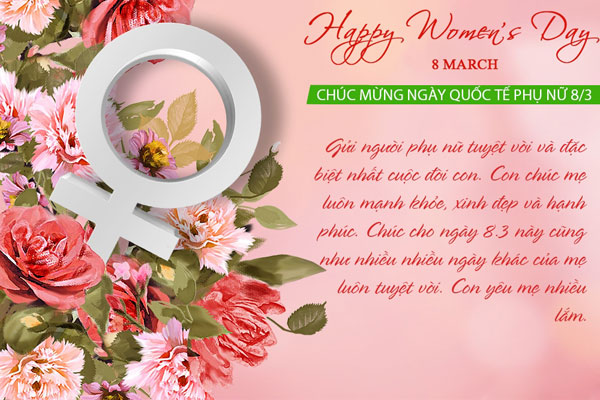 Happy Women's Day
8 MARCH
CHÚC MỪNG NGÀY QUỐC TẾ PHỤ NỮ 8/3
Gửi người phụ nữ tuyệt vời và đặc
biệt nhất cuộc đời con. Con chúc mẹ
luôn mạnh khỏe, xinh đẹp và hạnh
phúc. Chúc cho ngày 8.3 này cũng
như nhiều nhiều ngày khác của mẹ
luôn tuyệt vời. Con yêu mẹ nhiều
lắm.